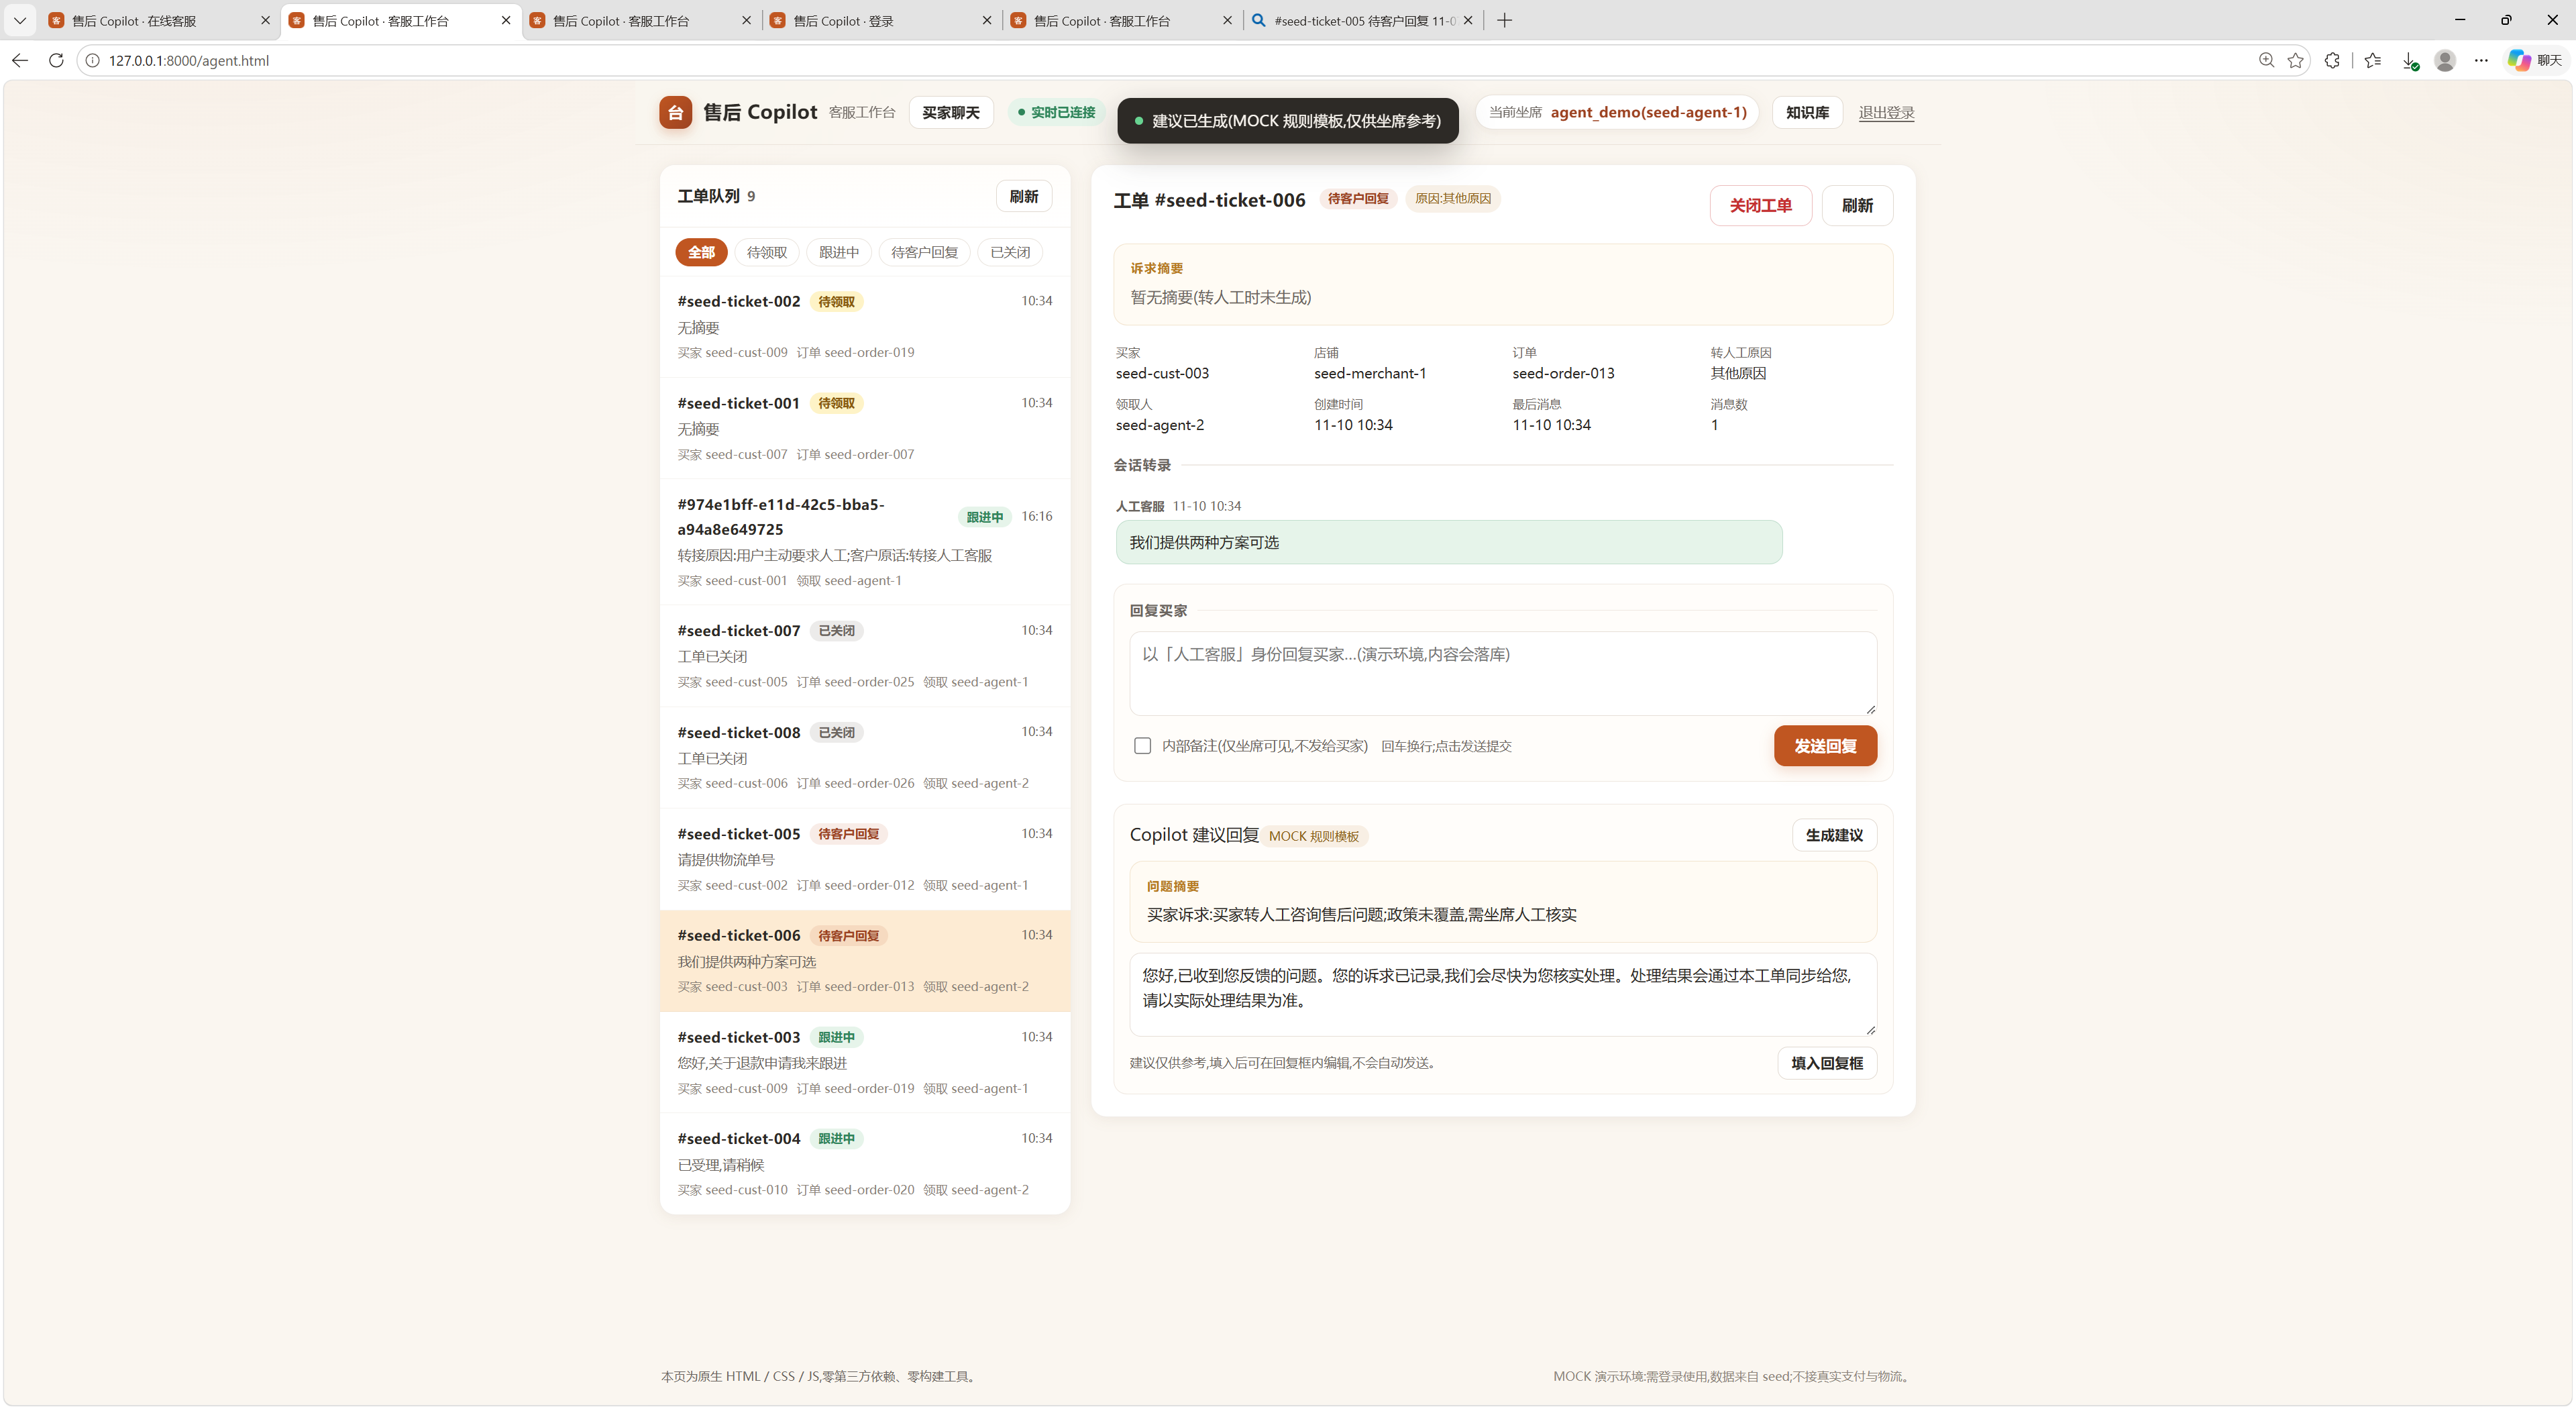 售后 Copilot · 在线客服
售后 Copilot · 客服工作台
售后 Copilot · 客服工作台
售后 Copilot · 登录
售后 Copilot · 客服工作台
#seed-ticket-005 待客户回复 11-0
127.0.0.1:8000/agent.html
聊天
台 售后 Copilot 客服工作台 买家聊天 实时已连接 建议已生成(MOCK 规则模板,仅供坐席参考) 当前坐席 agent_demo(seed-agent-1) 知识库 退出登录
工单队列 9 刷新
全部 待领取 跟进中 待客户回复 已关闭
#seed-ticket-002 待领取 10:34
无摘要
买家 seed-cust-009 订单 seed-order-019
#seed-ticket-001 待领取 10:34
无摘要
买家 seed-cust-007 订单 seed-order-007
#974e1bff-e11d-42c5-bba5-
a94a8e649725 跟进中 16:16
转接原因:用户主动要求人工;客户原话:转接人工客服
买家 seed-cust-001 领取 seed-agent-1
#seed-ticket-007 已关闭 10:34
工单已关闭
买家 seed-cust-005 订单 seed-order-025 领取 seed-agent-1
#seed-ticket-008 已关闭 10:34
工单已关闭
买家 seed-cust-006 订单 seed-order-026 领取 seed-agent-2
#seed-ticket-005 待客户回复 10:34
请提供物流单号
买家 seed-cust-002 订单 seed-order-012 领取 seed-agent-1
#seed-ticket-006 待客户回复 10:34
我们提供两种方案可选
买家 seed-cust-003 订单 seed-order-013 领取 seed-agent-2
#seed-ticket-003 跟进中 10:34
您好,关于退款申请我来跟进
买家 seed-cust-009 订单 seed-order-019 领取 seed-agent-1
#seed-ticket-004 跟进中 10:34
已受理,请稍候
买家 seed-cust-010 订单 seed-order-020 领取 seed-agent-2
工单 #seed-ticket-006 待客户回复 原因:其他原因 关闭工单 刷新
诉求摘要
暂无摘要(转人工时未生成)
买家 店铺 订单 转人工原因
seed-cust-003 seed-merchant-1 seed-order-013 其他原因
领取人 创建时间 最后消息 消息数
seed-agent-2 11-10 10:34 11-10 10:34 1
会话转录
人工客服 11-10 10:34
我们提供两种方案可选
回复买家
以「人工客服」身份回复买家...(演示环境,内容会落库)
内部备注(仅坐席可见,不发给买家) 回车换行;点击发送提交 发送回复
Copilot 建议回复 MOCK 规则模板 生成建议
问题摘要
买家诉求:买家转人工咨询售后问题;政策未覆盖,需坐席人工核实
您好,已收到您反馈的问题。您的诉求已记录,我们会尽快为您核实处理。处理结果会通过本工单同步给您,
请以实际处理结果为准。
建议仅供参考,填入后可在回复框内编辑,不会自动发送。 填入回复框
本页为原生 HTML / CSS / JS,零第三方依赖、零构建工具。
MOCK 演示环境:需登录使用,数据来自 seed;不接真实支付与物流。